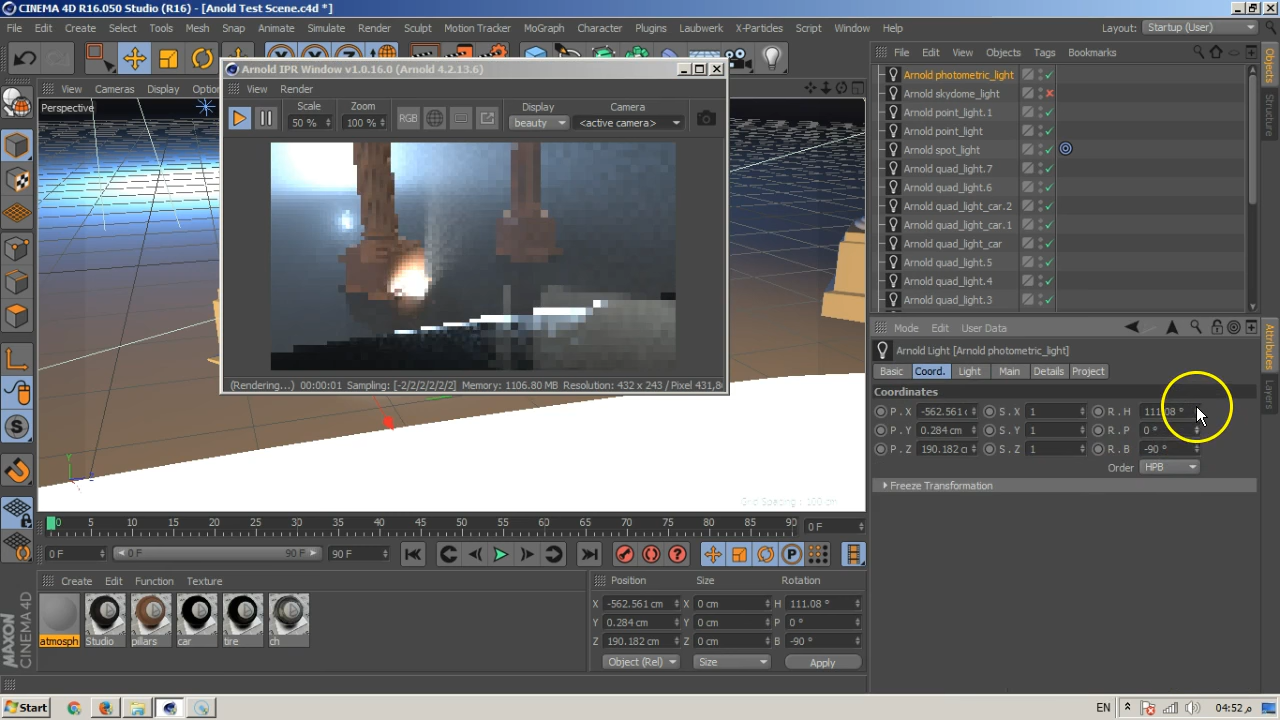 CINEMA 4D R16.050 Studio (R16) - [Anold Test Scene.c4d *]
File Edit Create Select Tools Mesh Snap Animate Simulate Render Sculpt Motion Tracker MoGraph Character Plugins Laubwerk X-Particles Script Window Help Layout: Startup (User)
File Edit View Objects Tags Bookmarks
Objects
Structure
View Cameras Display
Perspective
Arnold IPR Window v1.0.16.0 (Arnold 4.2.13.6)
View Render
Scale Zoom Display Camera
50 % 100 % RGB beauty <active camera>
(Rendering...) 00:00:01 Sampling: [-2/2/2/2/2/2] Memory: 1106.80 MB Resolution: 432 x 243 / Pixel 431,8
Arnold photometric_light
Arnold skydome_light
Arnold point_light.1
Arnold point_light
Arnold spot_light
Arnold quad_light.7
Arnold quad_light.6
Arnold quad_light_car.2
Arnold quad_light_car.1
Arnold quad_light_car
Arnold quad_light.5
Arnold quad_light.4
Arnold quad_light.3
Mode Edit User Data
Attributes
Layers
Arnold Light [Arnold photometric_light]
Basic Coord. Light Main Details Project
Coordinates
P . X -562.561 c S . X 1 R . H 111.08 °
P . Y 0.284 cm S . Y 1 R . P 0 °
P . Z 190.182 c S . Z 1 R . B -90 °
Order HPB
Freeze Transformation
Grid Spacing : 100 cm
Y
0 5 10 15 20 25 30 35 40 45 50 55 60 65 70 75 80 85 90 0 F
0 F 0 F 90 F 90 F
P
Create Edit Function Texture
atmosph Studio pillars car tire ch
Position Size Rotation
X -562.561 cm X 0 cm H 111.08 °
Y 0.284 cm Y 0 cm P 0 °
Z 190.182 cm Z 0 cm B -90 °
Object (Rel) Size Apply
MAXON
CINEMA 4D
Start EN 04:52 م